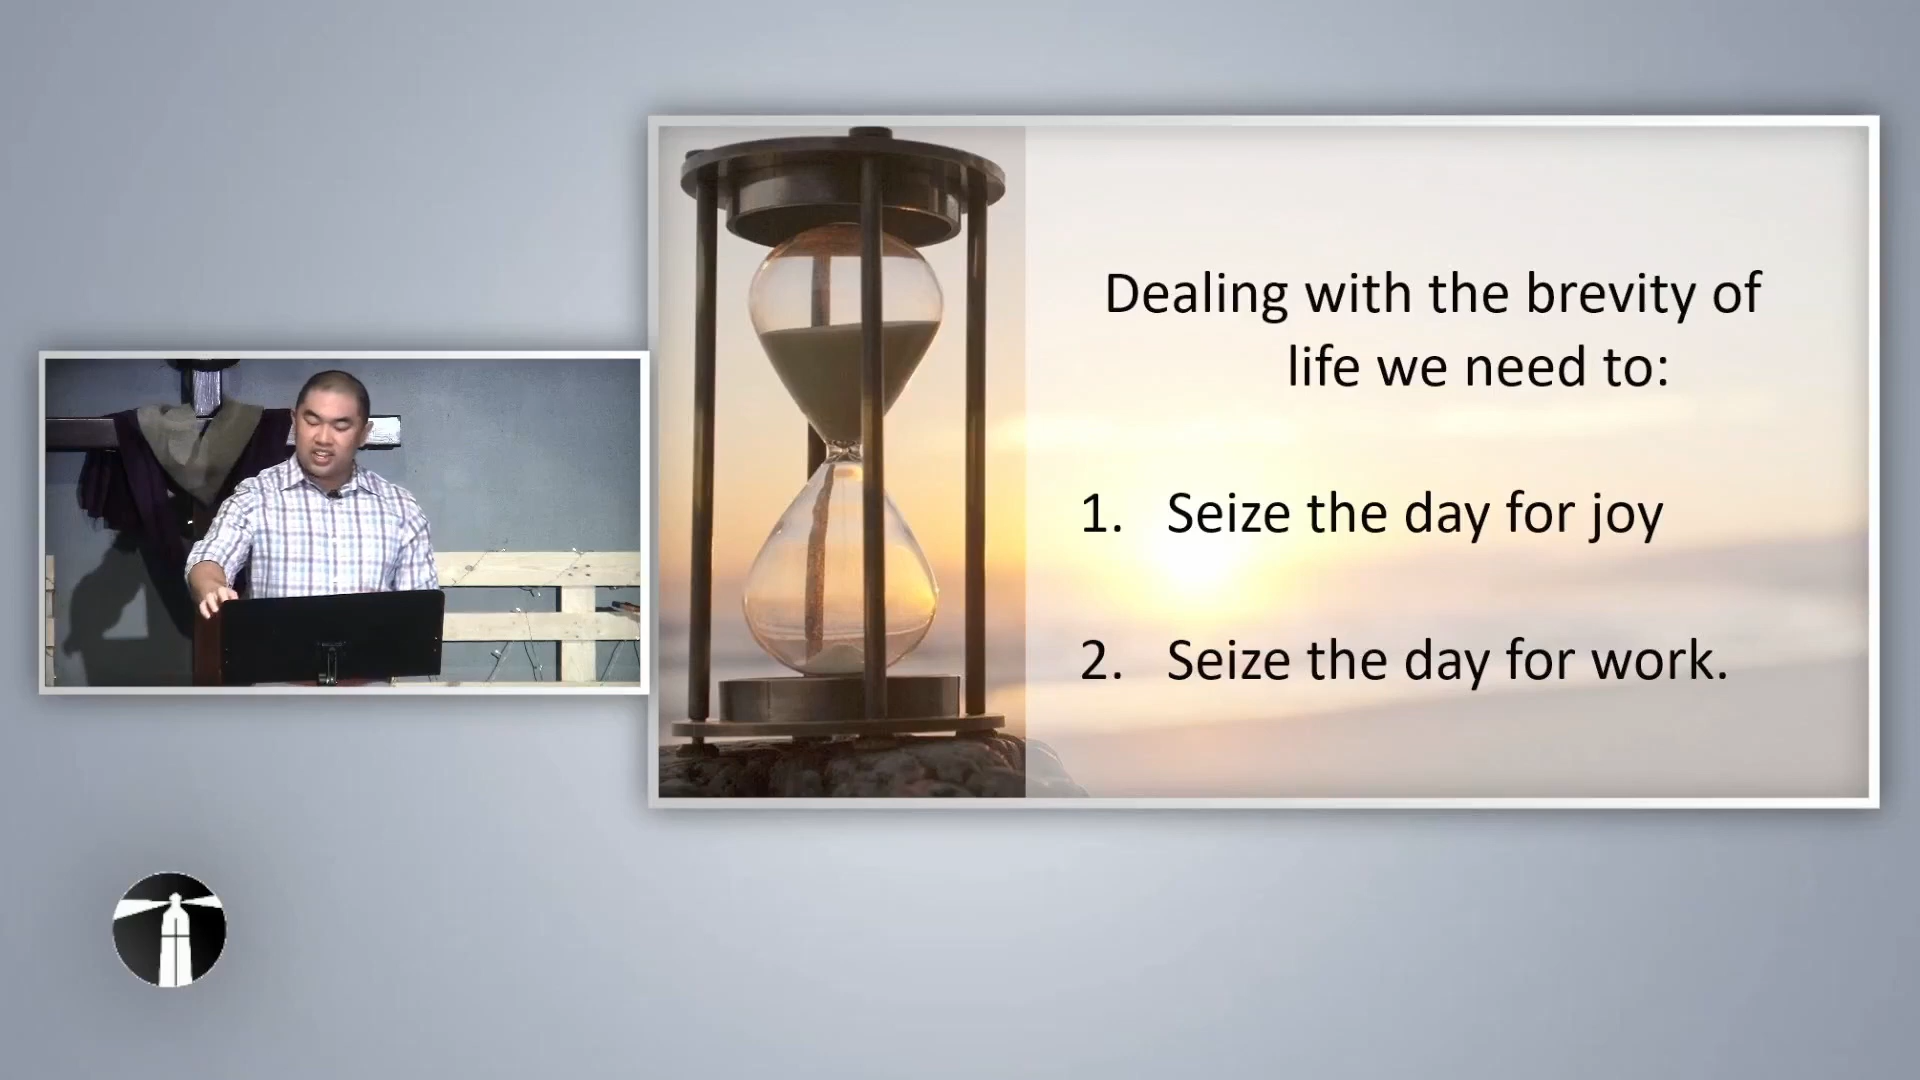 Dealing with the brevity of
life we need to:
1. Seize the day for joy
2. Seize the day for work.